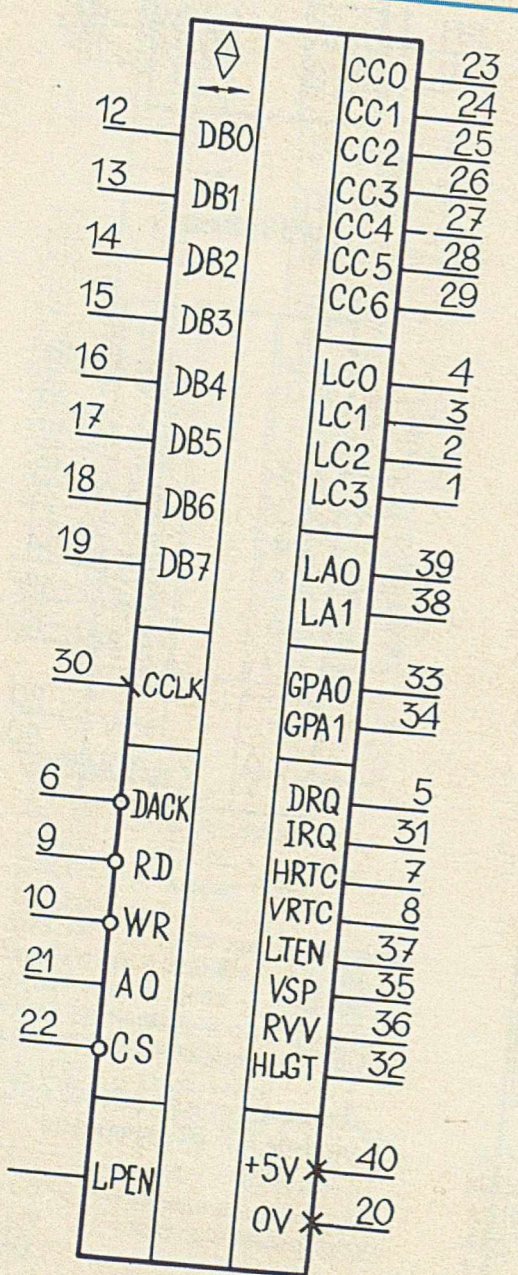 12 DB0
13 DB1
14 DB2
15 DB3
16 DB4
17 DB5
18 DB6
19 DB7
30 CCLK
6 DACK
9 RD
10 WR
21 A0
22 CS
LPEN
CC0 23
CC1 24
CC2 25
CC3 26
CC4 27
CC5 28
CC6 29
LC0 4
LC1 3
LC2 2
LC3 1
LA0 39
LA1 38
GPA0 33
GPA1 34
DRQ 5
IRQ 31
HRTC 7
VRTC 8
LTEN 37
VSP 35
RVV 36
HLGT 32
+5V 40
0V 20